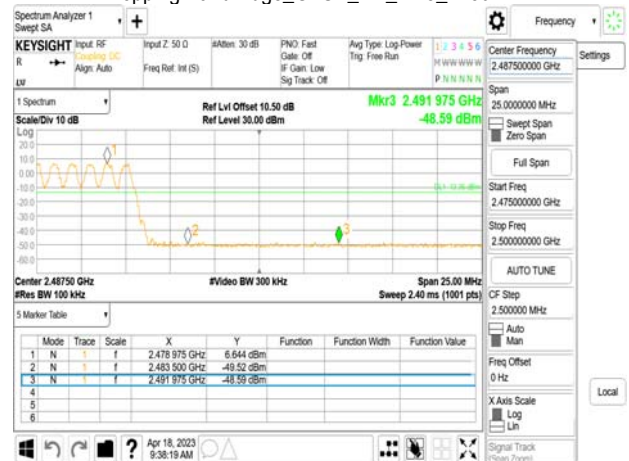 Spectrum Analyzer 1
Swept SA
Frequency
KEYSIGHT
R
Input: RF
Coupling: DC
Align: Auto
Input Z: 50 Ω
Freq Ref: Int (S)
#Atten: 30 dB
PNO: Fast
Gate: Off
IF Gain: Low
Sig Track: Off
Avg Type: Log-Power
Trig: Free Run
1 2 3 4 5 6
M W W W W W
P N N N N N
1 Spectrum
Scale/Div 10 dB
Ref Lvl Offset 10.50 dB
Ref Level 30.00 dBm
Mkr3 2.491 975 GHz
-48.59 dBm
Log
20.0
10.0
0.00
-10.0
-20.0
-30.0
-40.0
-50.0
-60.0
1
2
3
Center 2.48750 GHz
#Res BW 100 kHz
#Video BW 300 kHz
Span 25.00 MHz
Sweep 2.40 ms (1001 pts)
5 Marker Table
Mode Trace Scale X Y Function Function Width Function Value
1 N 1 f 2.478 975 GHz 6.644 dBm
2 N 1 f 2.483 500 GHz -49.52 dBm
3 N 1 f 2.491 975 GHz -48.59 dBm
4
5
6
Apr 18, 2023
9:38:19 AM
Center Frequency
2.487500000 GHz
Settings
Span
25.0000000 MHz
Swept Span
Zero Span
Full Span
Start Freq
2.475000000 GHz
Stop Freq
2.500000000 GHz
AUTO TUNE
CF Step
2.500000 MHz
Auto
Man
Freq Offset
0 Hz
X Axis Scale
Log
Lin
Local
Signal Track
(Span Zoom)